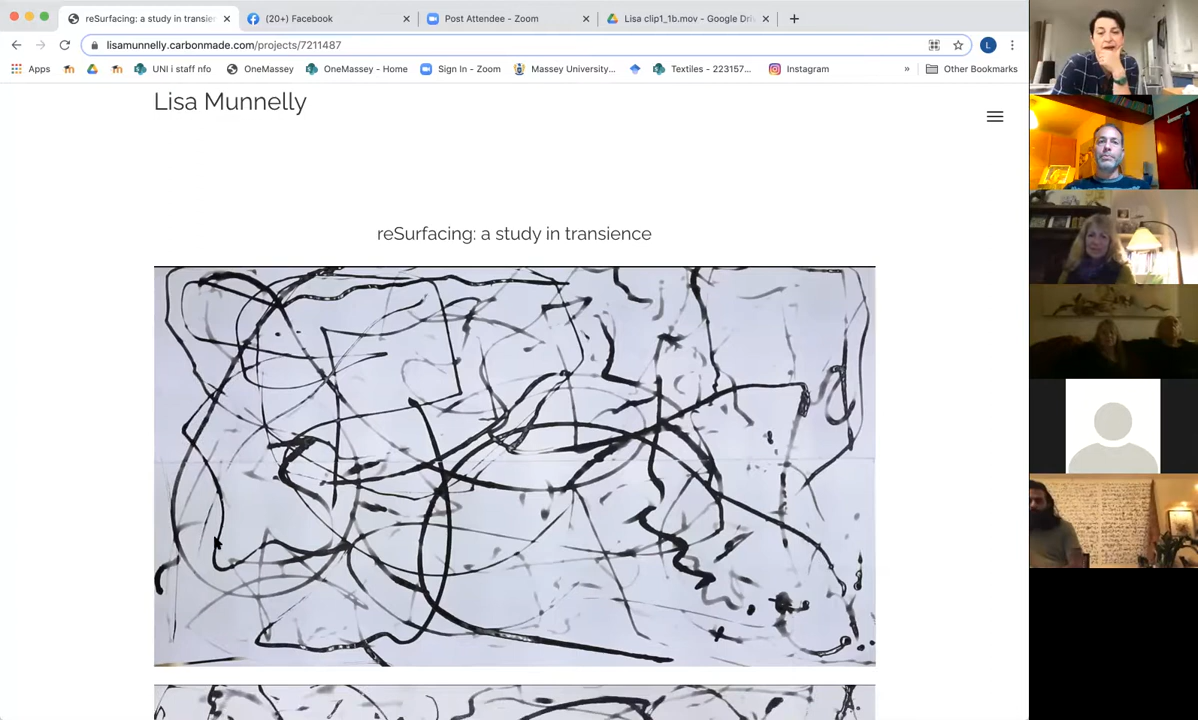 reSurfacing: a study in transien
(20+) Facebook
Post Attendee - Zoom
Lisa clip1_1b.mov - Google Dri
lisamunnelly.carbonmade.com/projects/7211487
L
Apps
UNI i staff nfo
OneMassey
OneMassey - Home
Sign In - Zoom
Massey University...
Textiles - 223157...
Instagram
»
Other Bookmarks
Lisa Munnelly
reSurfacing: a study in transience